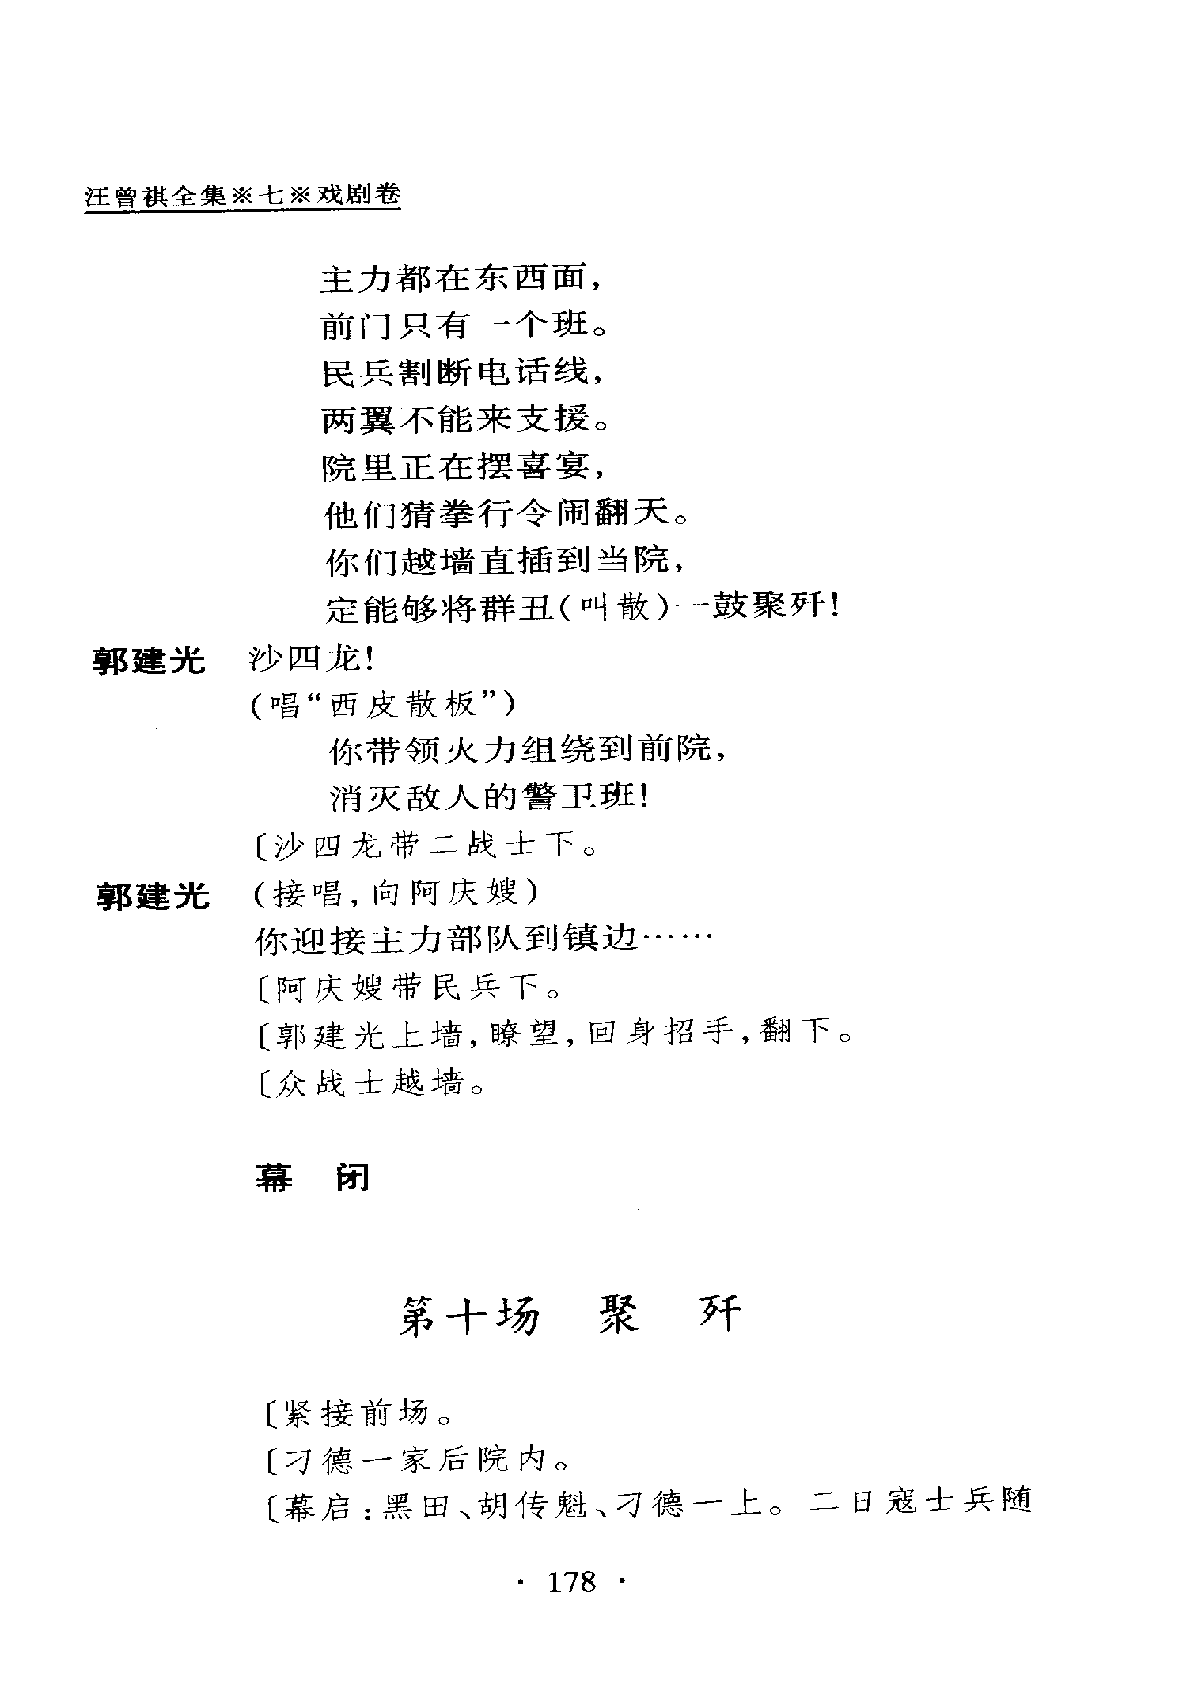 汪曾祺全集※七※戏剧卷
主力都在东西面，
前门只有一个班。
民兵割断电话线，
两翼不能来支援。
院里正在摆喜宴，
他们猜拳行令闹翻天。
你们越墙直插到当院，
定能够将群丑(叫散)一鼓聚歼！
郭建光　沙四龙！
(唱“西皮散板”)
你带领火力组绕到前院，
消灭敌人的警卫班！
〔沙四龙带二战士下。
郭建光　(接唱，向阿庆嫂)
你迎接主力部队到镇边……
〔阿庆嫂带民兵下。
〔郭建光上墙，瞭望，回身招手，翻下。
〔众战士越墙。
幕　闭
第十场　聚　歼
〔紧接前场。
〔刁德一家后院内。
〔幕启：黑田、胡传魁、刁德一上。二日寇士兵随
· 178 ·